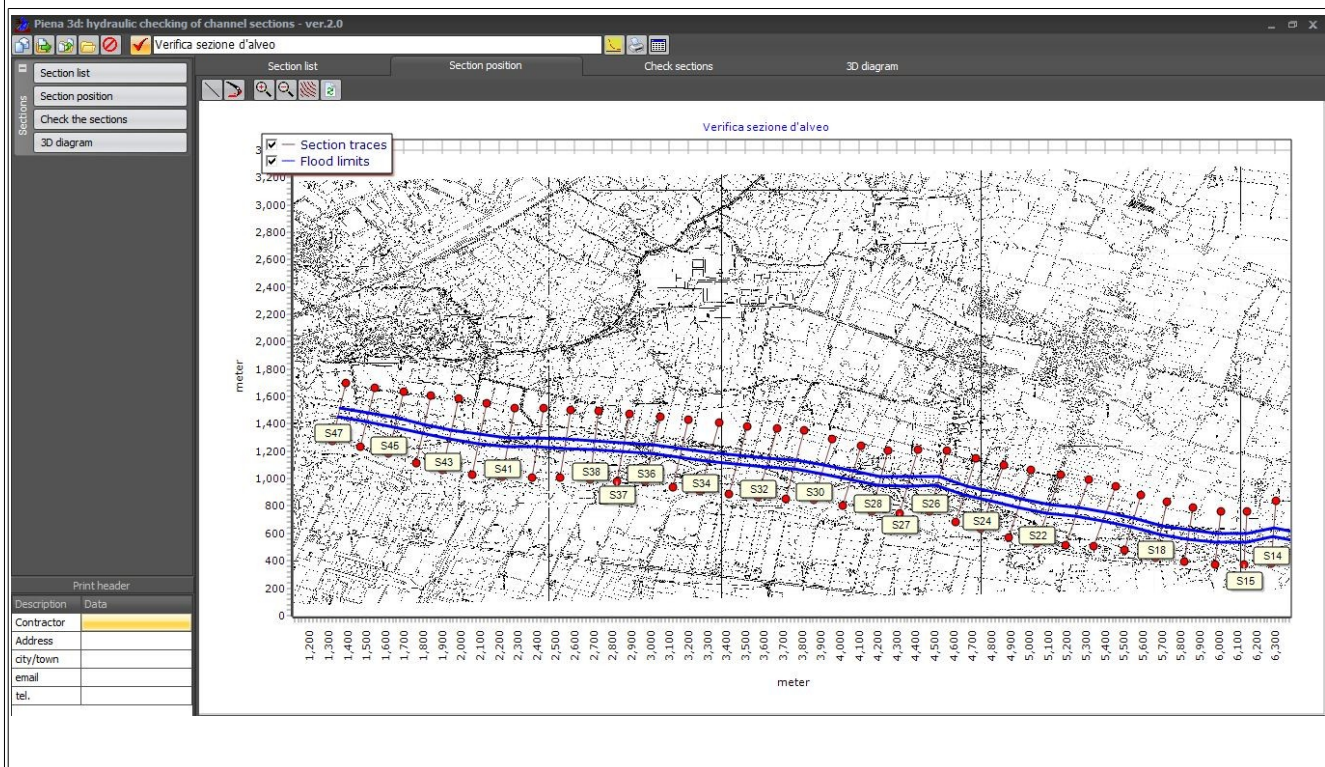 Piena 3d: hydraulic checking of channel sections - ver.2.0
Verifica sezione d'alveo
Section list
Section position
Check sections
3D diagram
Sections
Section list
Section position
Check the sections
3D diagram
Verifica sezione d'alveo
Section traces
Flood limits
3,200
3,000
2,800
2,600
2,400
2,200
2,000
1,800
1,600
1,400
1,200
1,000
800
600
400
200
0
meter
S47
S45
S43
S41
S38
S37
S36
S34
S32
S30
S28
S27
S26
S24
S22
S18
S15
S14
1,200 1,300 1,400 1,500 1,600 1,700 1,800 1,900 2,000 2,100 2,200 2,300 2,400 2,500 2,600 2,700 2,800 2,900 3,000 3,100 3,200 3,300 3,400 3,500 3,600 3,700 3,800 3,900 4,000 4,100 4,200 4,300 4,400 4,500 4,600 4,700 4,800 4,900 5,000 5,100 5,200 5,300 5,400 5,500 5,600 5,700 5,800 5,900 6,000 6,100 6,200 6,300
meter
Print header
Description Data
Contractor
Address
city/town
email
tel.